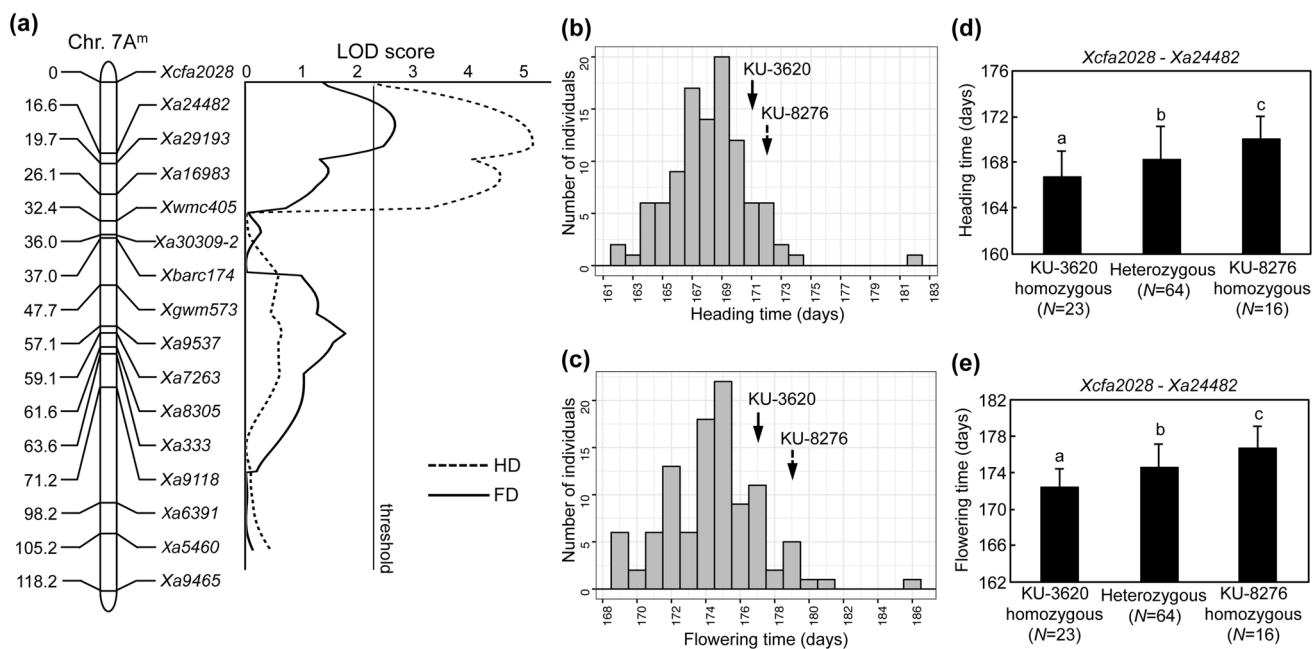 (a)
Chr. 7Aᵐ
LOD score
0 1 2 3 4 5
0 Xcfa2028
16.6 Xa24482
19.7 Xa29193
26.1 Xa16983
32.4 Xwmc405
36.0 Xa30309-2
37.0 Xbarc174
47.7 Xgwm573
57.1 Xa9537
59.1 Xa7263
61.6 Xa8305
63.6 Xa333
71.2 Xa9118
98.2 Xa6391
105.2 Xa5460
118.2 Xa9465
HD
FD
threshold
(b)
Number of individuals
0 5 10 15 20
KU-3620
KU-8276
161 163 165 167 169 171 173 175 177 179 181 183
Heading time (days)
(c)
Number of individuals
0 5 10 15 20
KU-3620
KU-8276
168 170 172 174 176 178 180 182 184 186
Flowering time (days)
(d)
Xcfa2028 - Xa24482
Heading time (days)
176
172
168
164
160
a b c
KU-3620 Heterozygous KU-8276
homozygous (N=64) homozygous
(N=23) (N=16)
(e)
Xcfa2028 - Xa24482
Flowering time (days)
182
178
174
170
166
162
a b c
KU-3620 Heterozygous KU-8276
homozygous (N=64) homozygous
(N=23) (N=16)